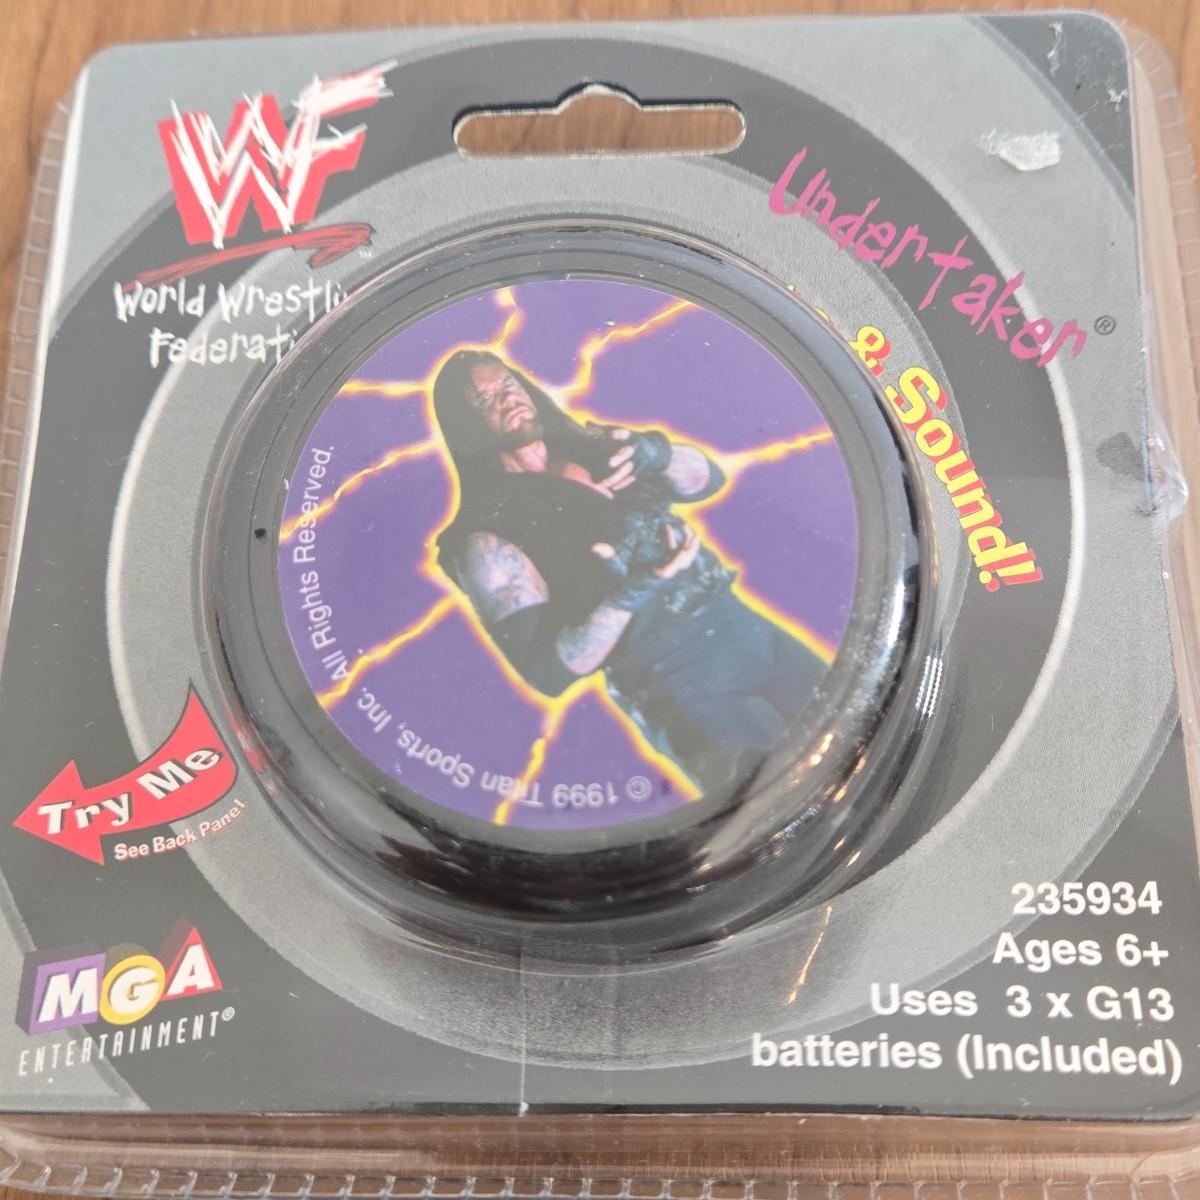 WF
World Wrestli
Federati
TM
Undertaker®
& Sound!
© 1999 Titan Sports, Inc. All Rights Reserved.
Try Me
See Back Panel
MGA
ENTERTAINMENT®
235934
Ages 6+
Uses 3 x G13
batteries (Included)